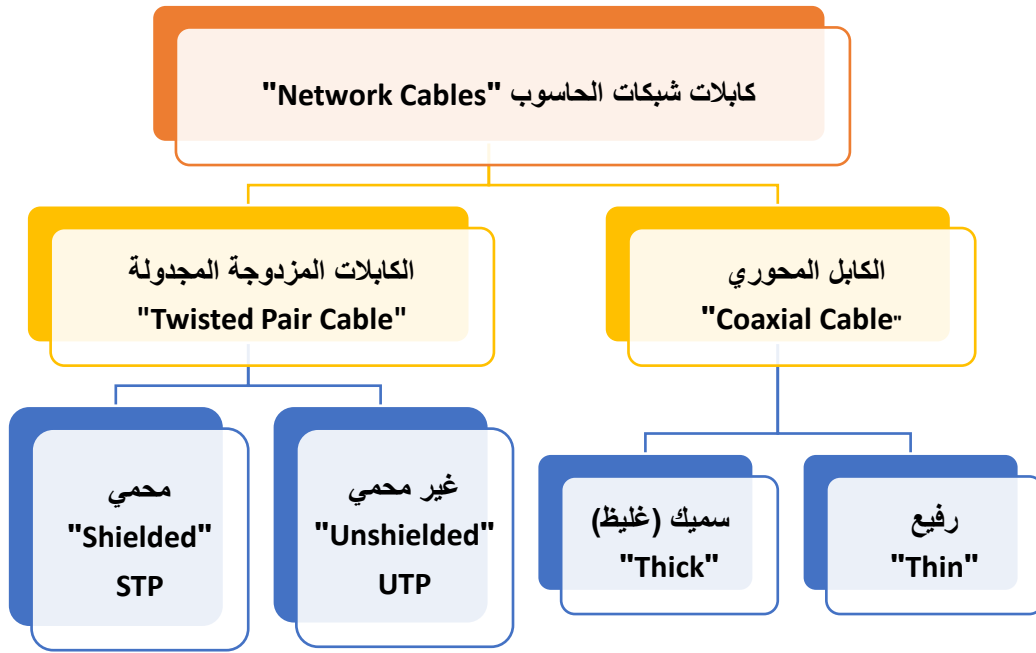 كابلات شبكات الحاسوب "Network Cables"
الكابل المحوري
"Coaxial Cable"
الكابلات المزدوجة المجدولة
"Twisted Pair Cable"
رفيع
"Thin"
سميك (غليظ)
"Thick"
غير محمي
"Unshielded"
UTP
محمي
"Shielded"
STP